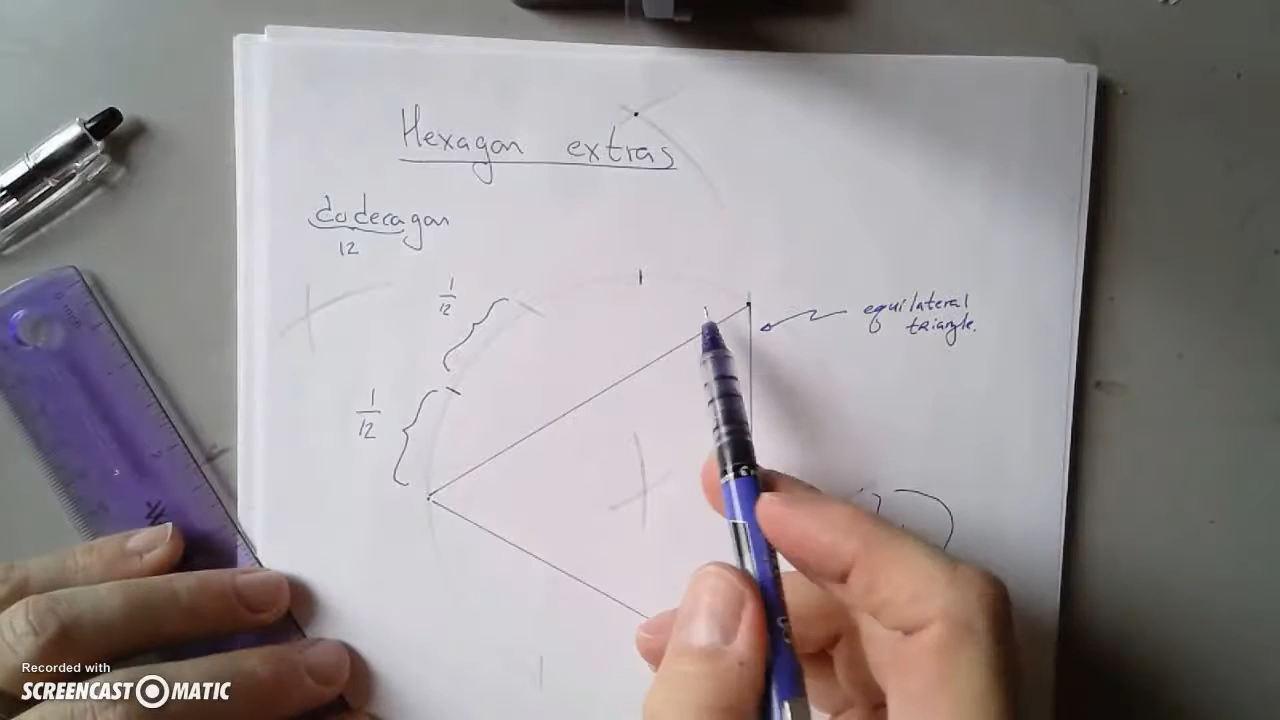 Hexagon extras
dodecagon
12
1/12
1/12
equilateral
triangle.
Recorded with
SCREENCAST MATIC